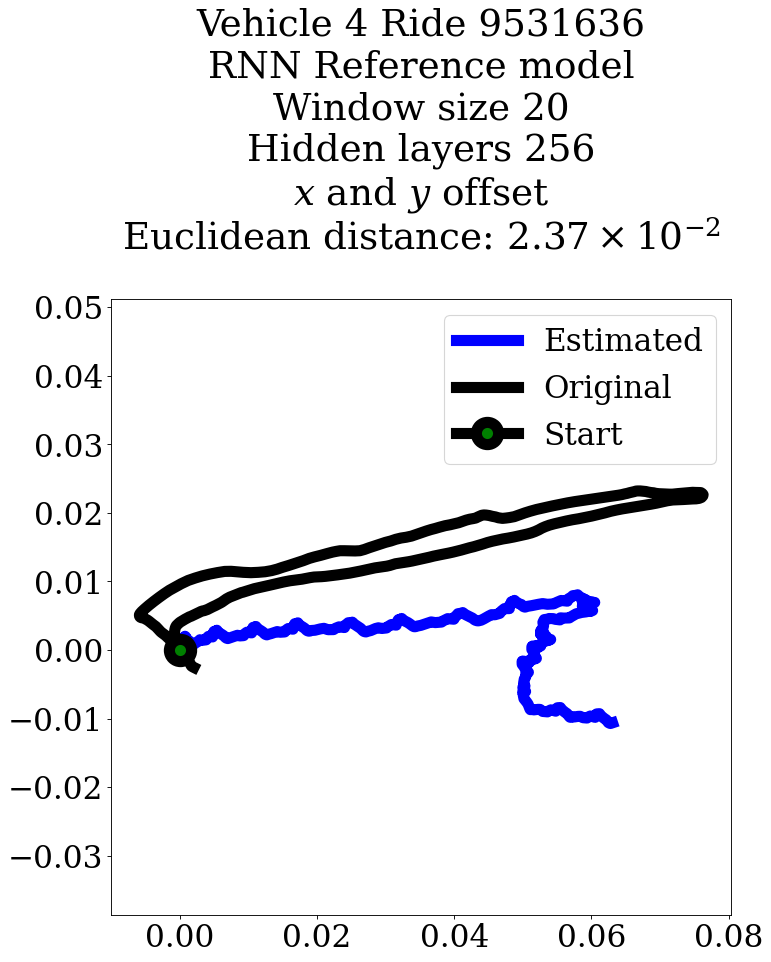 Vehicle 4 Ride 9531636
RNN Reference model
Window size 20
Hidden layers 256
x and y offset
Euclidean distance: 2.37 × 10⁻²
0.05
0.04
0.03
0.02
0.01
0.00
−0.01
−0.02
−0.03
Estimated
Original
Start
0.00 0.02 0.04 0.06 0.08